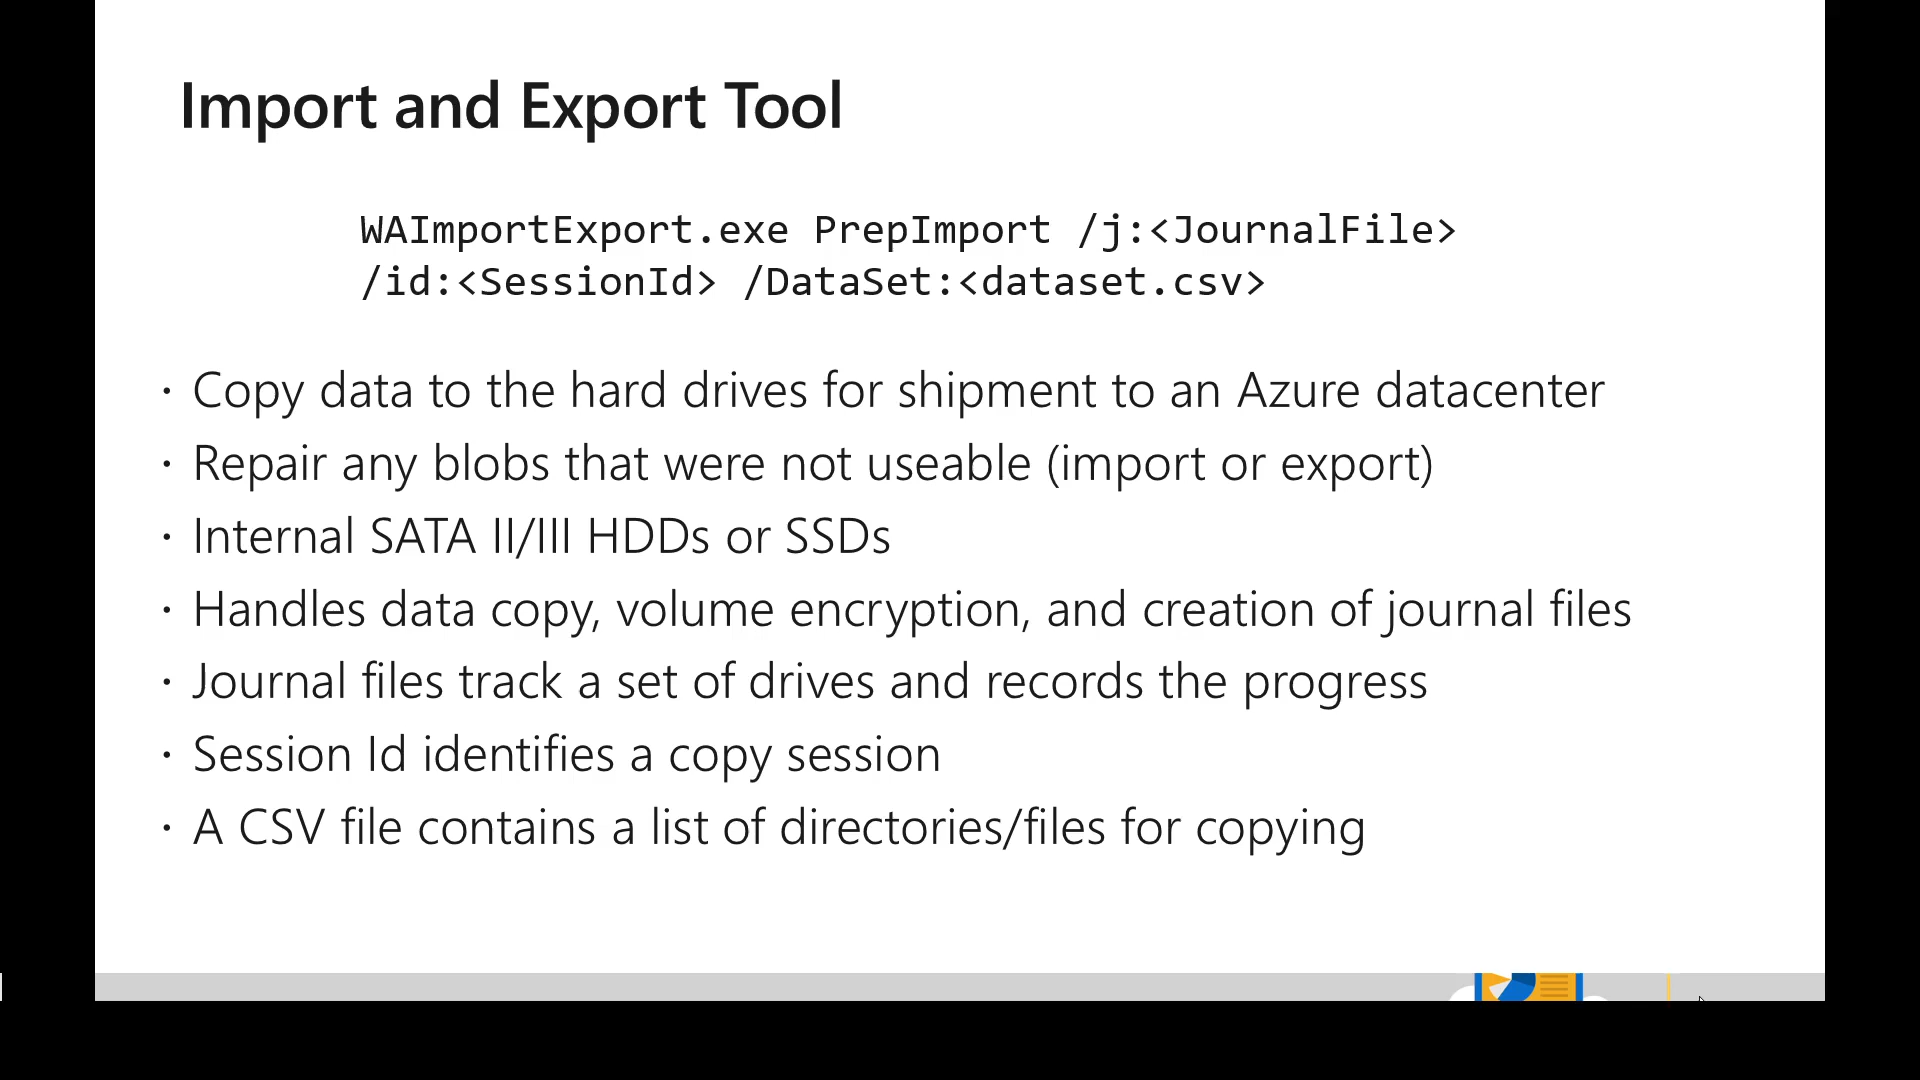 Import and Export Tool
WAImportExport.exe PrepImport /j:<JournalFile>
/id:<SessionId> /DataSet:<dataset.csv>
· Copy data to the hard drives for shipment to an Azure datacenter
· Repair any blobs that were not useable (import or export)
· Internal SATA II/III HDDs or SSDs
· Handles data copy, volume encryption, and creation of journal files
· Journal files track a set of drives and records the progress
· Session Id identifies a copy session
· A CSV file contains a list of directories/files for copying